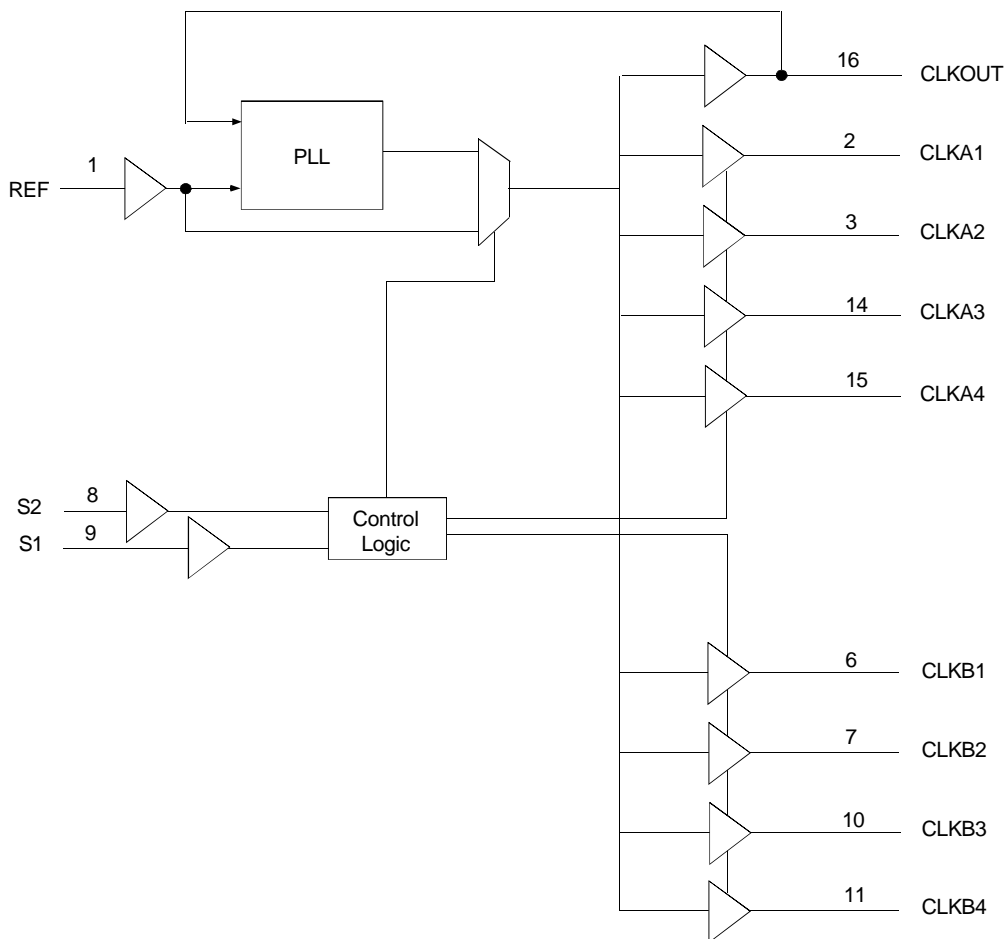 16 CLKOUT
PLL
1
REF
2 CLKA1
3 CLKA2
14 CLKA3
15 CLKA4
S2 8
S1 9
Control
Logic
6 CLKB1
7 CLKB2
10 CLKB3
11 CLKB4